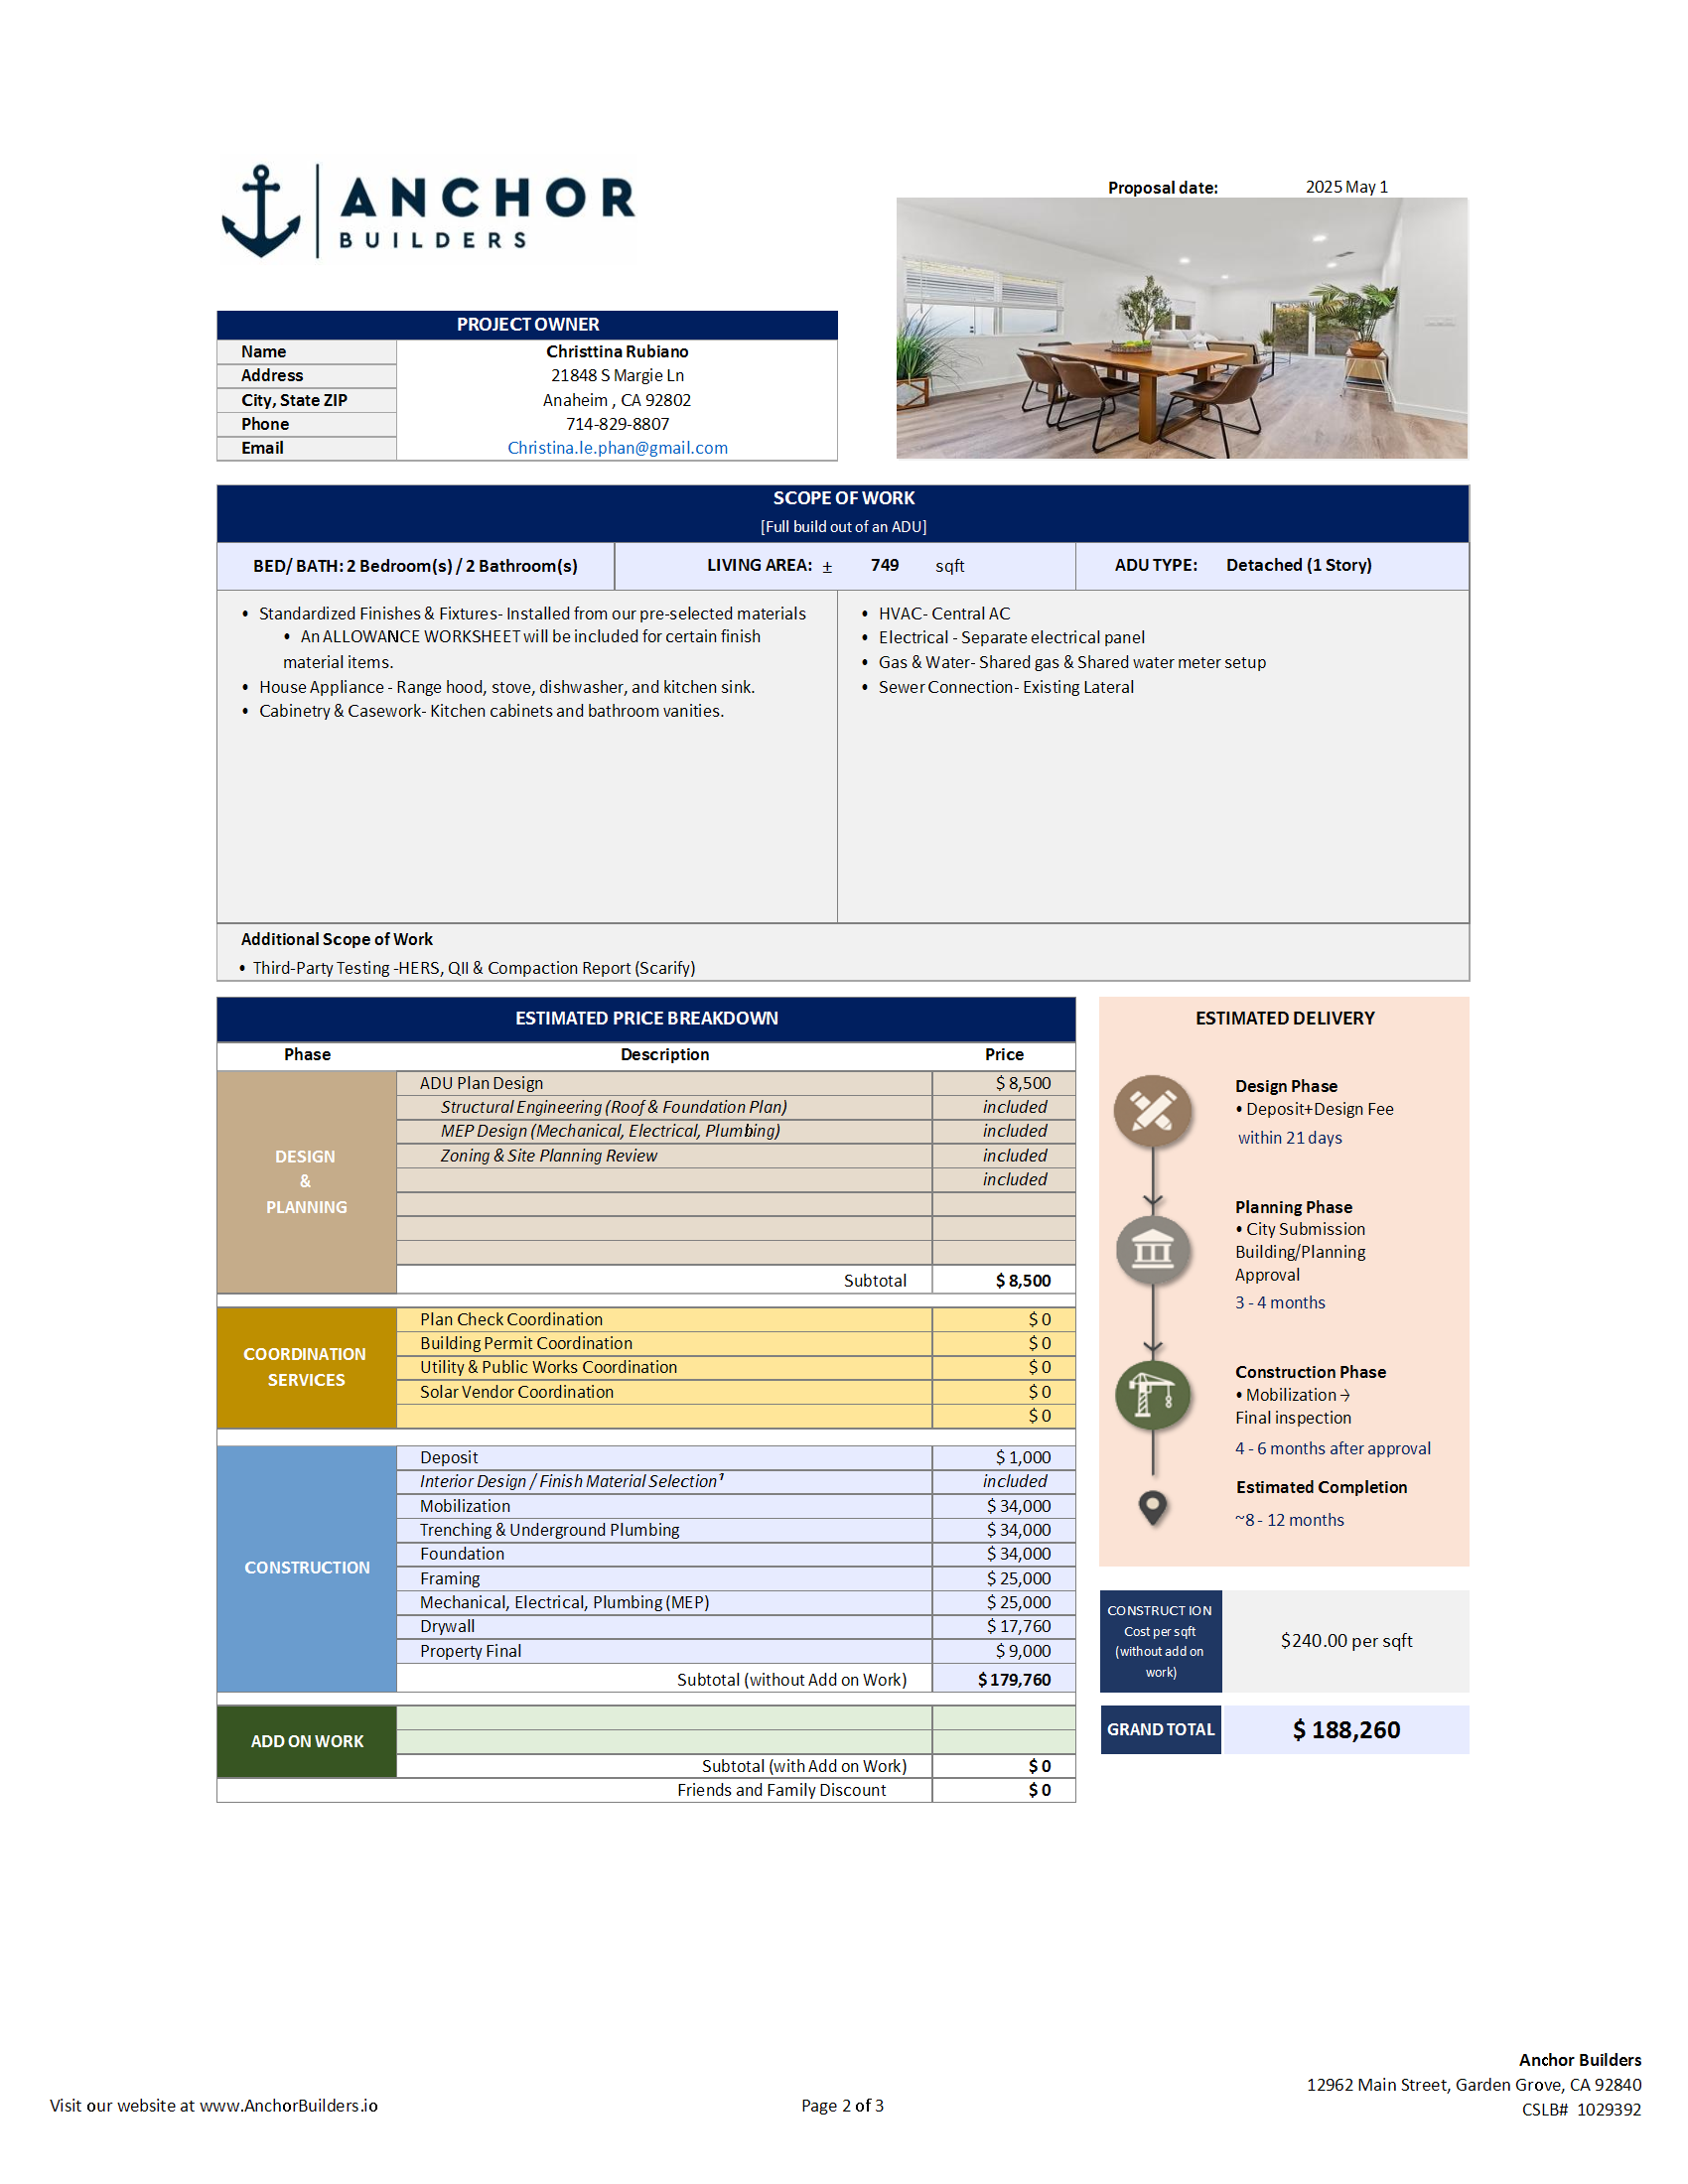 ANCHOR
BUILDERS
Proposal date: 2025 May 1
PROJECT OWNER
Name Christtina Rubiano
Address 21848 S Margie Ln
City, State ZIP Anaheim , CA 92802
Phone 714-829-8807
Email Christina.le.phan@gmail.com
SCOPE OF WORK
[Full build out of an ADU]
BED/ BATH: 2 Bedroom(s) / 2 Bathroom(s) LIVING AREA: ± 749 sqft ADU TYPE: Detached (1 Story)
• Standardized Finishes & Fixtures- Installed from our pre-selected materials
• An ALLOWANCE WORKSHEET will be included for certain finish
material items.
• House Appliance - Range hood, stove, dishwasher, and kitchen sink.
• Cabinetry & Casework- Kitchen cabinets and bathroom vanities.
• HVAC- Central AC
• Electrical - Separate electrical panel
• Gas & Water- Shared gas & Shared water meter setup
• Sewer Connection- Existing Lateral
Additional Scope of Work
• Third-Party Testing -HERS, QII & Compaction Report (Scarify)
ESTIMATED PRICE BREAKDOWN
Phase Description Price
DESIGN
&
PLANNING
ADU Plan Design $ 8,500
Structural Engineering (Roof & Foundation Plan) included
MEP Design (Mechanical, Electrical, Plumbing) included
Zoning & Site Planning Review included
included
Subtotal $ 8,500
COORDINATION
SERVICES
Plan Check Coordination $ 0
Building Permit Coordination $ 0
Utility & Public Works Coordination $ 0
Solar Vendor Coordination $ 0
$ 0
CONSTRUCTION
Deposit $ 1,000
Interior Design / Finish Material Selection¹ included
Mobilization $ 34,000
Trenching & Underground Plumbing $ 34,000
Foundation $ 34,000
Framing $ 25,000
Mechanical, Electrical, Plumbing (MEP) $ 25,000
Drywall $ 17,760
Property Final $ 9,000
Subtotal (without Add on Work) $ 179,760
ADD ON WORK
Subtotal (with Add on Work) $ 0
Friends and Family Discount $ 0
ESTIMATED DELIVERY
Design Phase
• Deposit+Design Fee
within 21 days
Planning Phase
• City Submission
Building/Planning
Approval
3 - 4 months
Construction Phase
• Mobilization →
Final inspection
4 - 6 months after approval
Estimated Completion
~8 - 12 months
CONSTRUCTION
Cost per sqft
(without add on
work)
$240.00 per sqft
GRAND TOTAL $ 188,260
Anchor Builders
12962 Main Street, Garden Grove, CA 92840
CSLB# 1029392
Visit our website at www.AnchorBuilders.io
Page 2 of 3